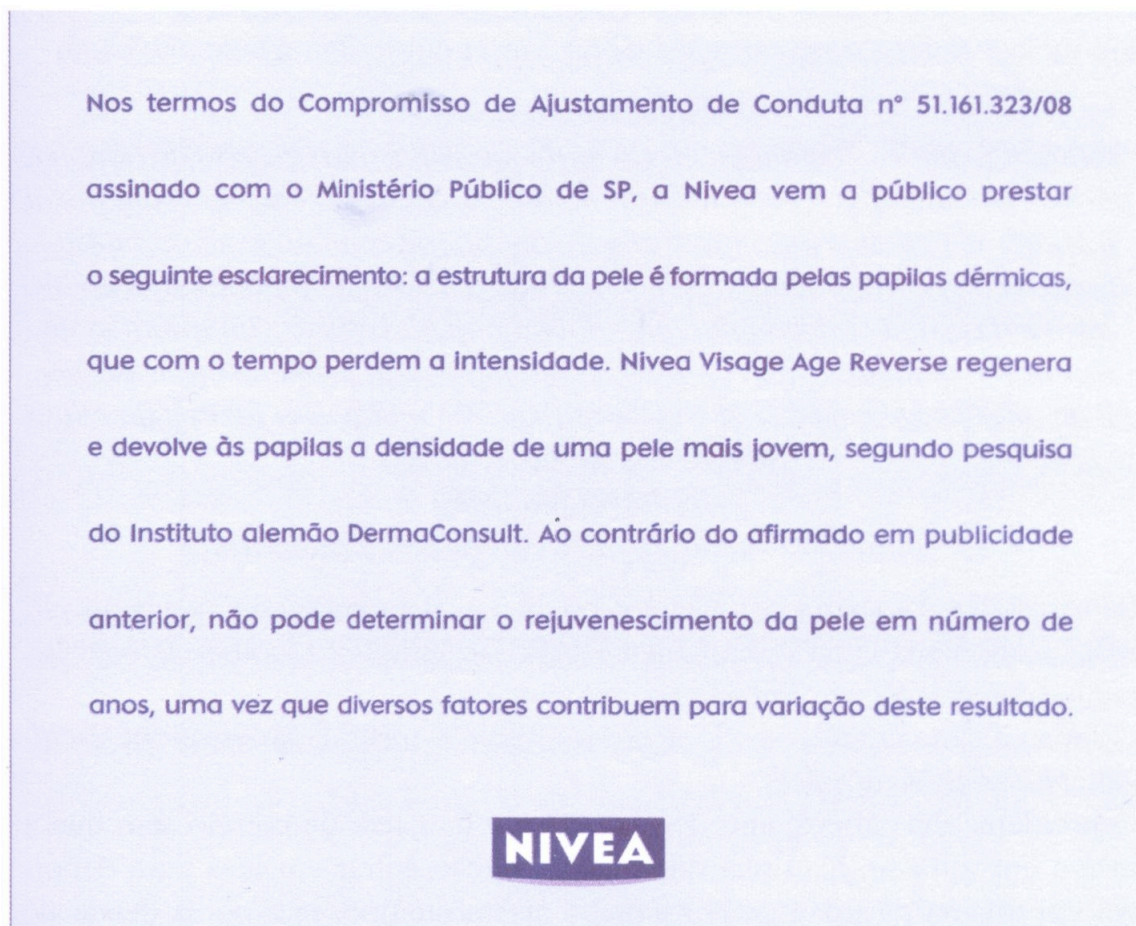 Nos termos do Compromisso de Ajustamento de Conduta n° 51.161.323/08
assinado com o Ministério Público de SP, a Nivea vem a público prestar
o seguinte esclarecimento: a estrutura da pele é formada pelas papilas dérmicas,
que com o tempo perdem a intensidade. Nivea Visage Age Reverse regenera
e devolve às papilas a densidade de uma pele mais jovem, segundo pesquisa
do Instituto alemão DermaConsult. Ao contrário do afirmado em publicidade
anterior, não pode determinar o rejuvenescimento da pele em número de
anos, uma vez que diversos fatores contribuem para variação deste resultado.
NIVEA